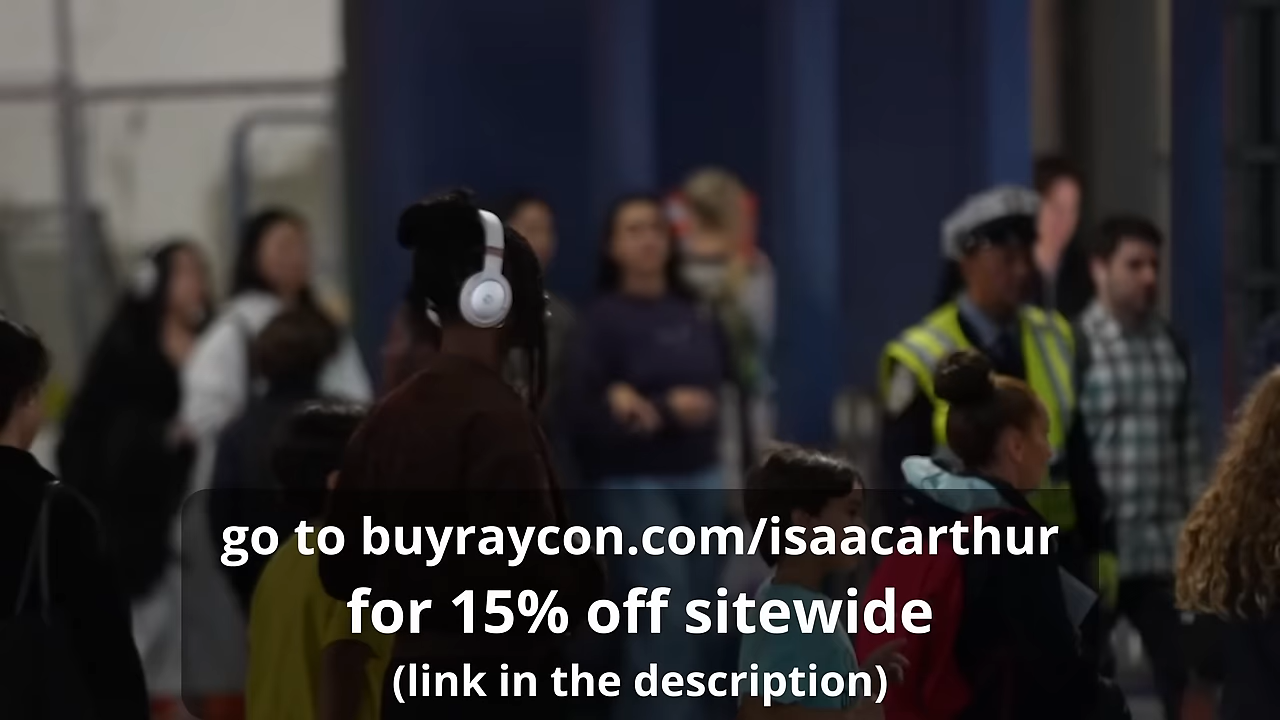 go to buyraycon.com/isaacarthur
for 15% off sitewide
(link in the description)